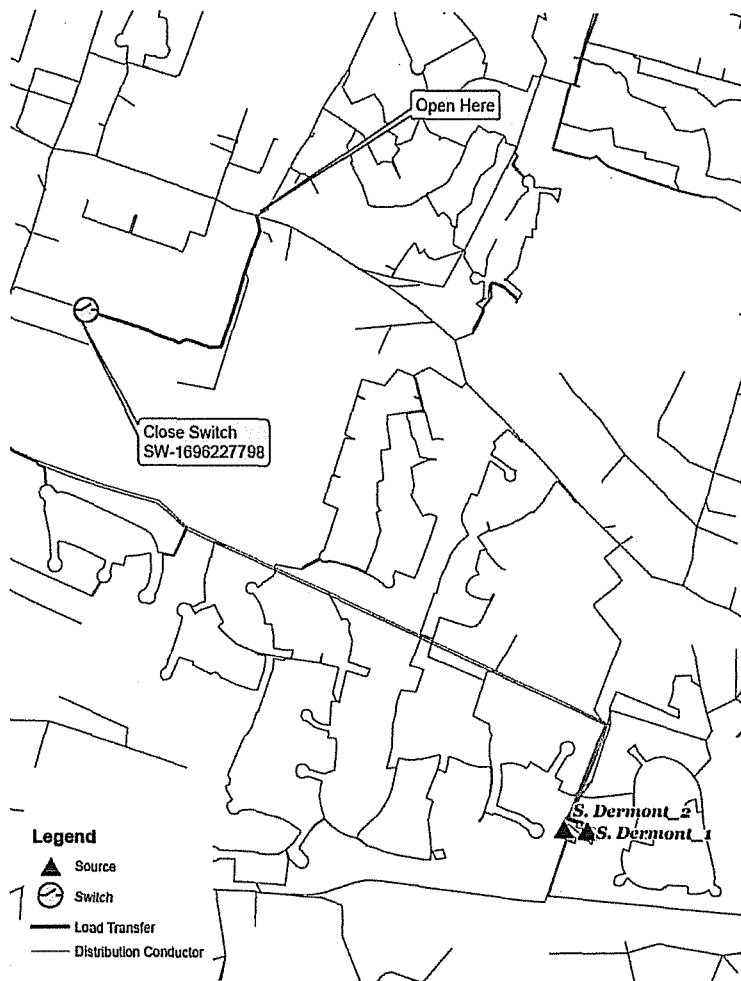 Open Here
Close Switch
SW-1696227798
S. Dermont_2
S. Dermont_1
Legend
Source
Switch
Load Transfer
Distribution Conductor